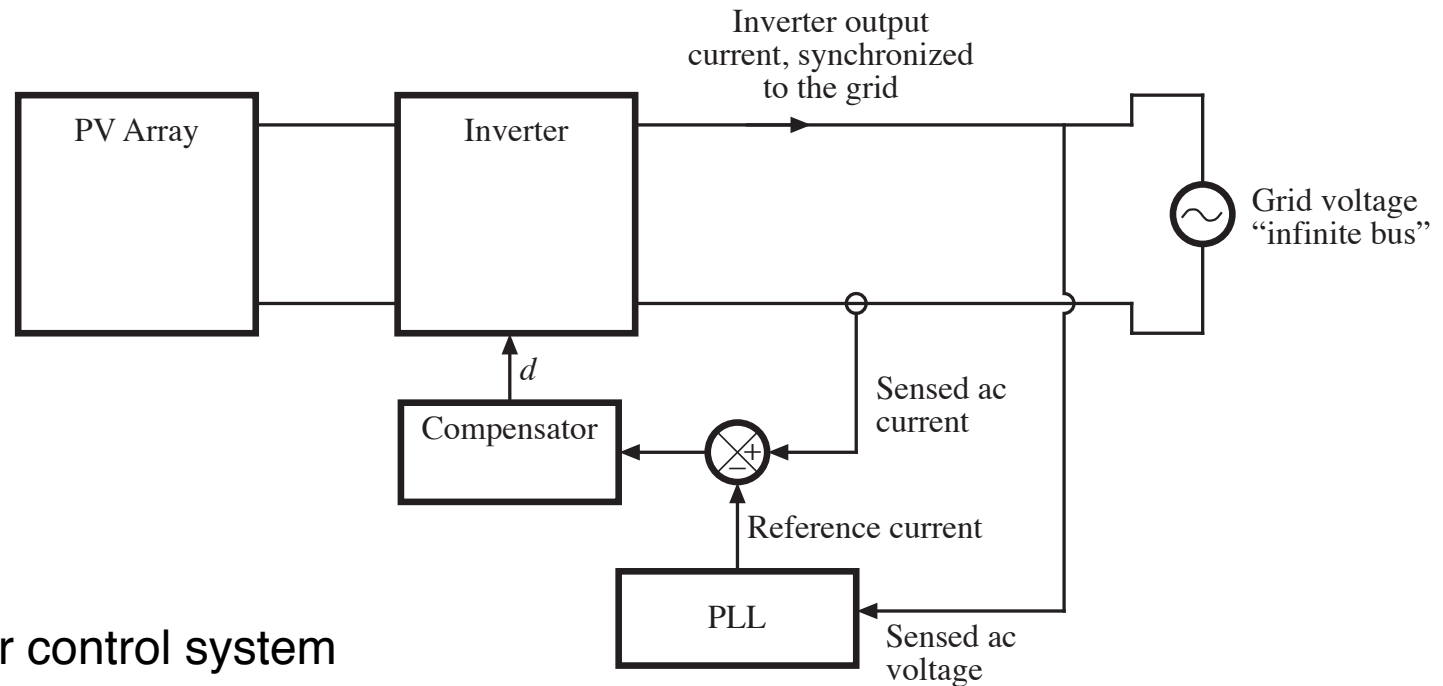 Inverter output
current, synchronized
to the grid
PV Array
Inverter
Grid voltage
“infinite bus”
d
Sensed ac
current
Compensator
+
–
Reference current
PLL
Sensed ac
voltage
r control system